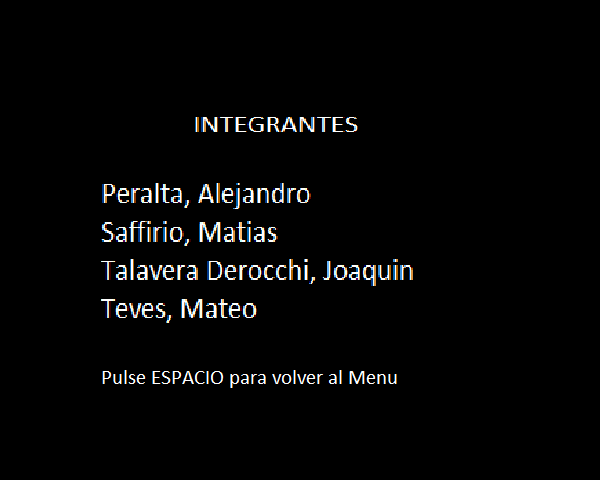 INTEGRANTES
Peralta, Alejandro
Saffirio, Matias
Talavera Derocchi, Joaquin
Teves, Mateo
Pulse ESPACIO para volver al Menu